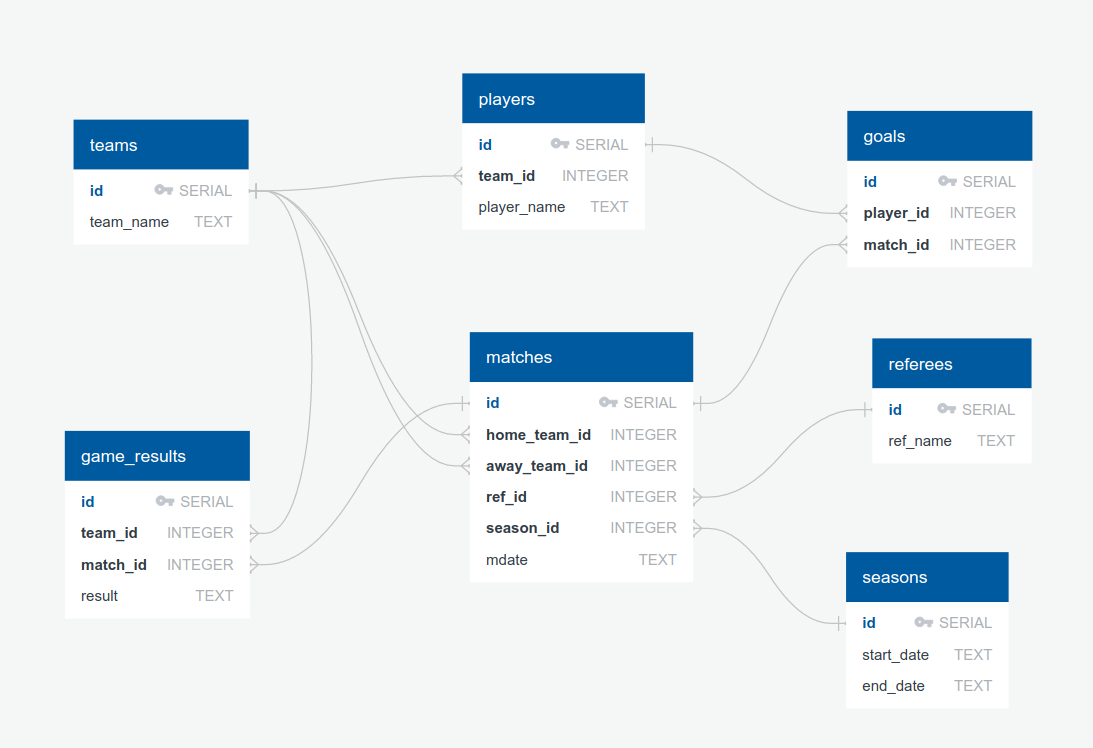 teams
id SERIAL
team_name TEXT
players
id SERIAL
team_id INTEGER
player_name TEXT
goals
id SERIAL
player_id INTEGER
match_id INTEGER
matches
id SERIAL
home_team_id INTEGER
away_team_id INTEGER
ref_id INTEGER
season_id INTEGER
mdate TEXT
referees
id SERIAL
ref_name TEXT
game_results
id SERIAL
team_id INTEGER
match_id INTEGER
result TEXT
seasons
id SERIAL
start_date TEXT
end_date TEXT